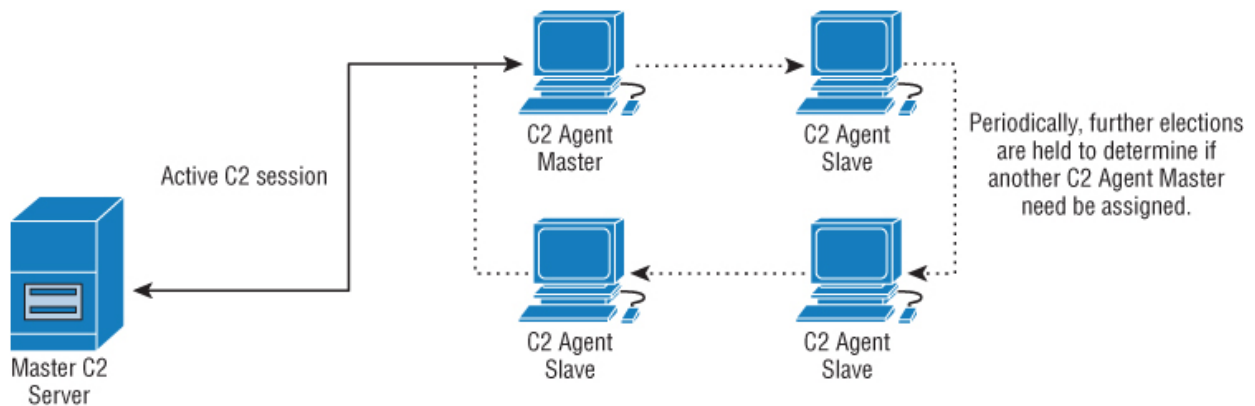 C2 Agent
Master
C2 Agent
Slave
Periodically, further elections
are held to determine if
another C2 Agent Master
need be assigned.
Active C2 session
Master C2
Server
C2 Agent
Slave
C2 Agent
Slave